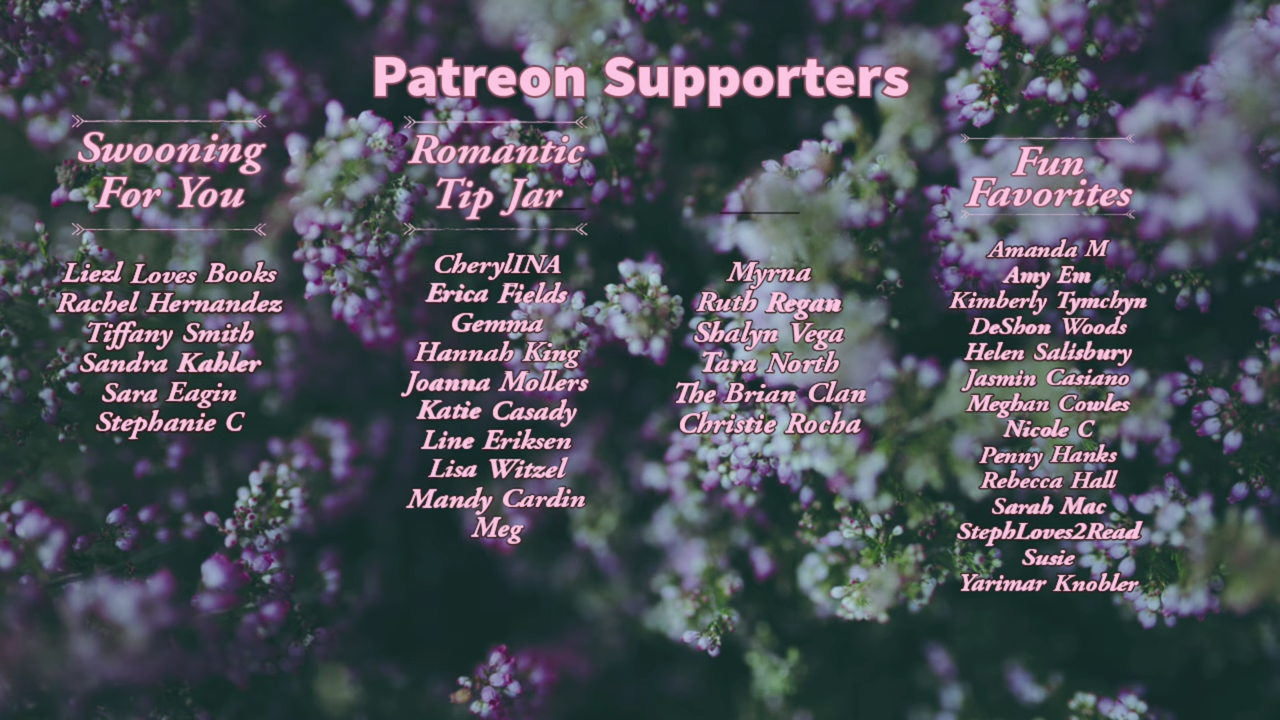 Patreon Supporters
Swooning
For You
Liezl Loves Books
Rachel Hernandez
Tiffany Smith
Sandra Kahler
Sara Eagin
Stephanie C
Romantic
Tip Jar
CherylINA
Erica Fields
Gemma
Hannah King
Joanna Mollers
Katie Casady
Line Eriksen
Lisa Witzel
Mandy Cardin
Meg
Myrna
Ruth Regan
Shalyn Vega
Tara North
The Brian Clan
Christie Rocha
Fun
Favorites
Amanda M
Amy Em
Kimberly Tymchyn
DeShon Woods
Helen Salisbury
Jasmin Casiano
Meghan Cowles
Nicole C
Penny Hanks
Rebecca Hall
Sarah Mac
StephLoves2Read
Susie
Yarimar Knobler